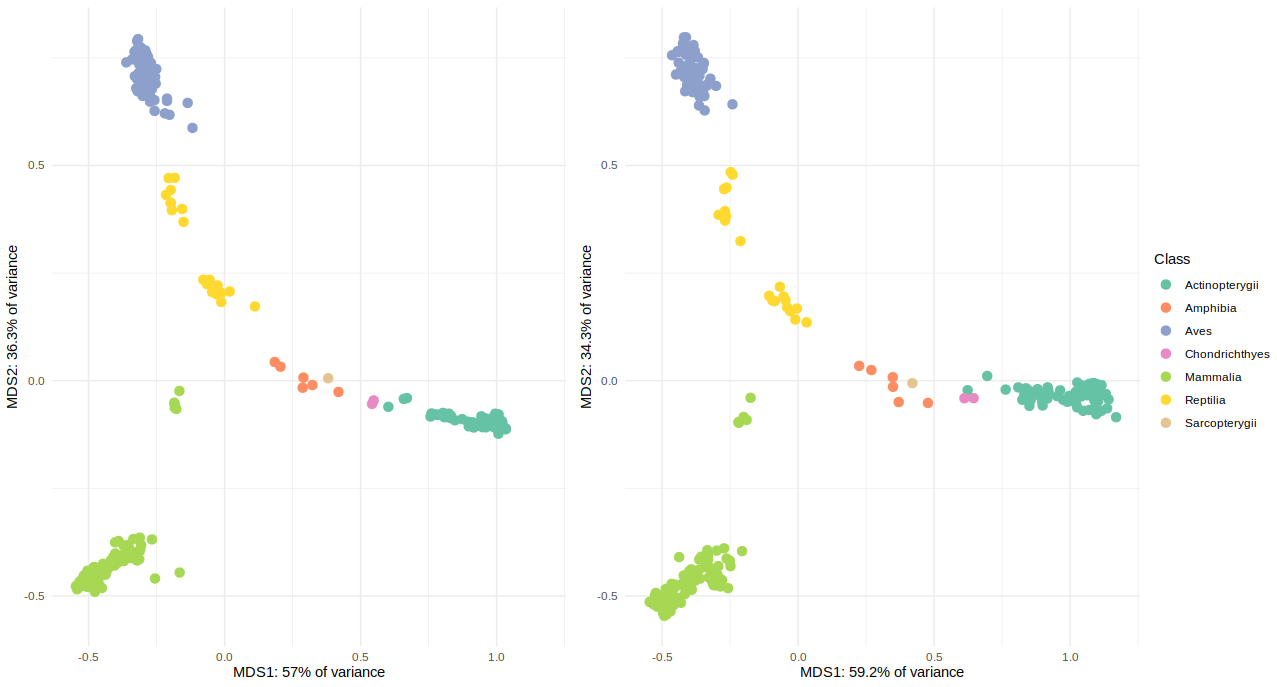 0.5
0.0
-0.5
-0.5
0.0
0.5
1.0
MDS1: 57% of variance
MDS2: 36.3% of variance
0.5
0.0
-0.5
-0.5
0.0
0.5
1.0
MDS1: 59.2% of variance
MDS2: 34.3% of variance
Class
Actinopterygii
Amphibia
Aves
Chondrichthyes
Mammalia
Reptilia
Sarcopterygii